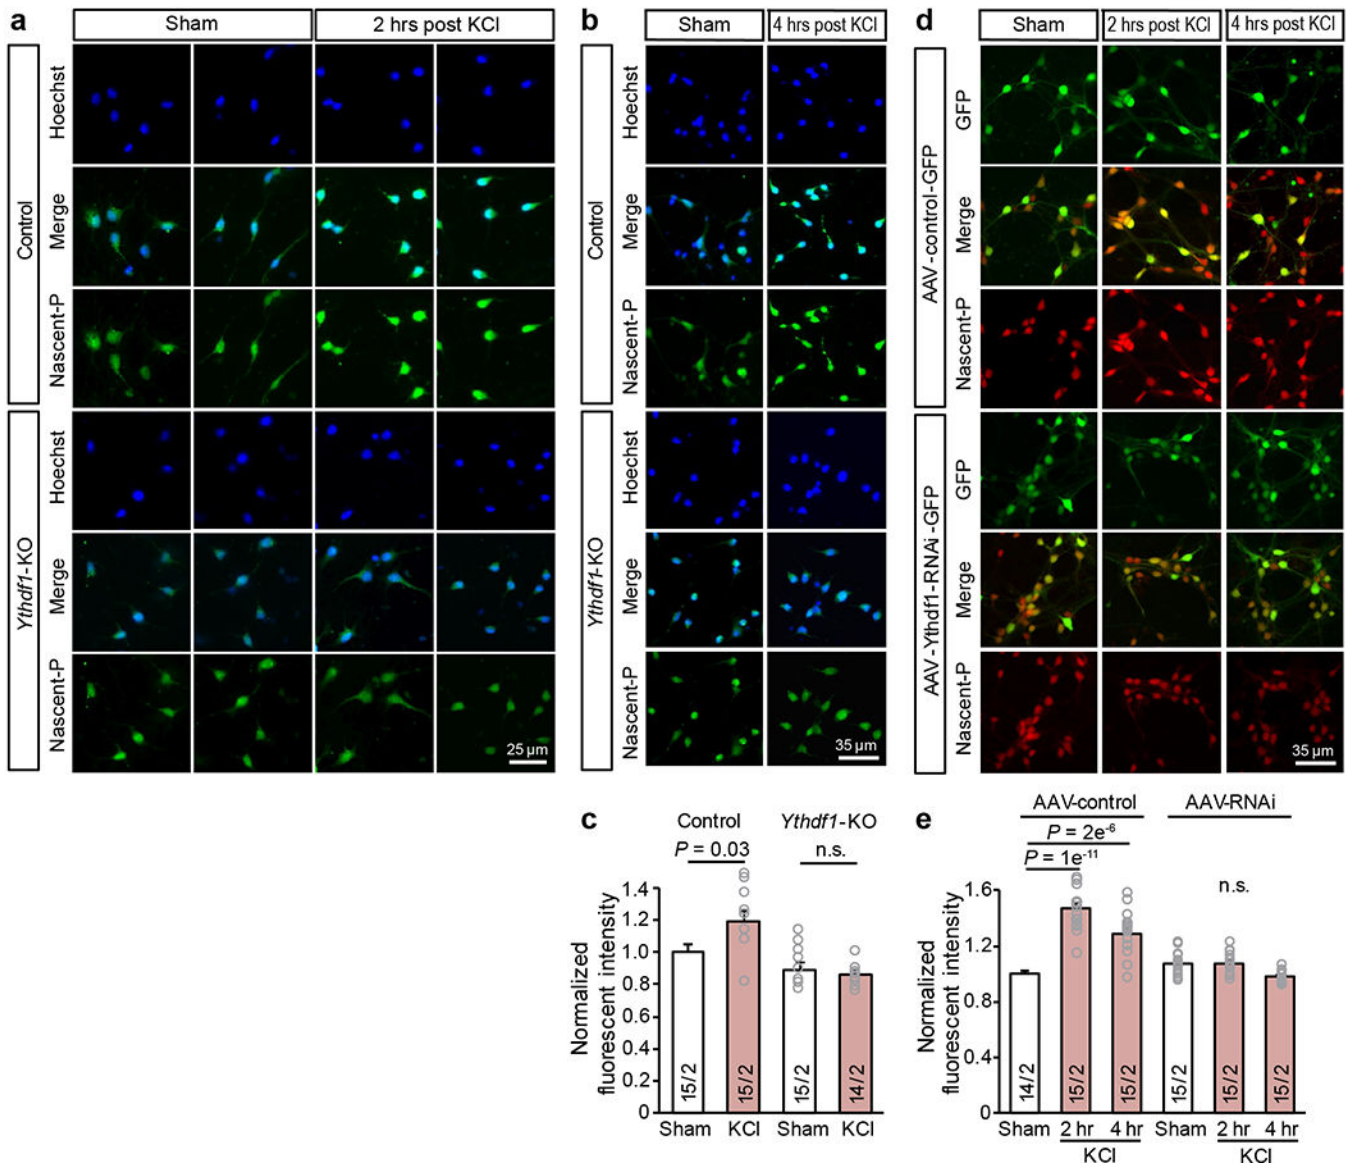 a
Sham
2 hrs post KCl
Control
Hoechst
Merge
Nascent-P
Ythdf1-KO
Hoechst
Merge
Nascent-P
25 μm
b
Sham
4 hrs post KCl
Control
Hoechst
Merge
Nascent-P
Ythdf1-KO
Hoechst
Merge
Nascent-P
35 μm
d
Sham
2 hrs post KCl
4 hrs post KCl
AAV-control-GFP
GFP
Merge
Nascent-P
AAV-Ythdf1-RNAi-GFP
GFP
Merge
Nascent-P
35 μm
c
Control
Ythdf1-KO
P = 0.03
n.s.
Normalized
fluorescent intensity
1.4
1.2
1.0
0.8
0.6
0.4
0.2
0
15/2
15/2
15/2
14/2
Sham
KCl
Sham
KCl
e
AAV-control
AAV-RNAi
P = 2e-6
P = 1e-11
n.s.
Normalized
fluorescent intensity
1.6
1.2
0.8
0.4
0
14/2
15/2
15/2
15/2
15/2
15/2
Sham
2 hr
4 hr
Sham
2 hr
4 hr
KCl
KCl